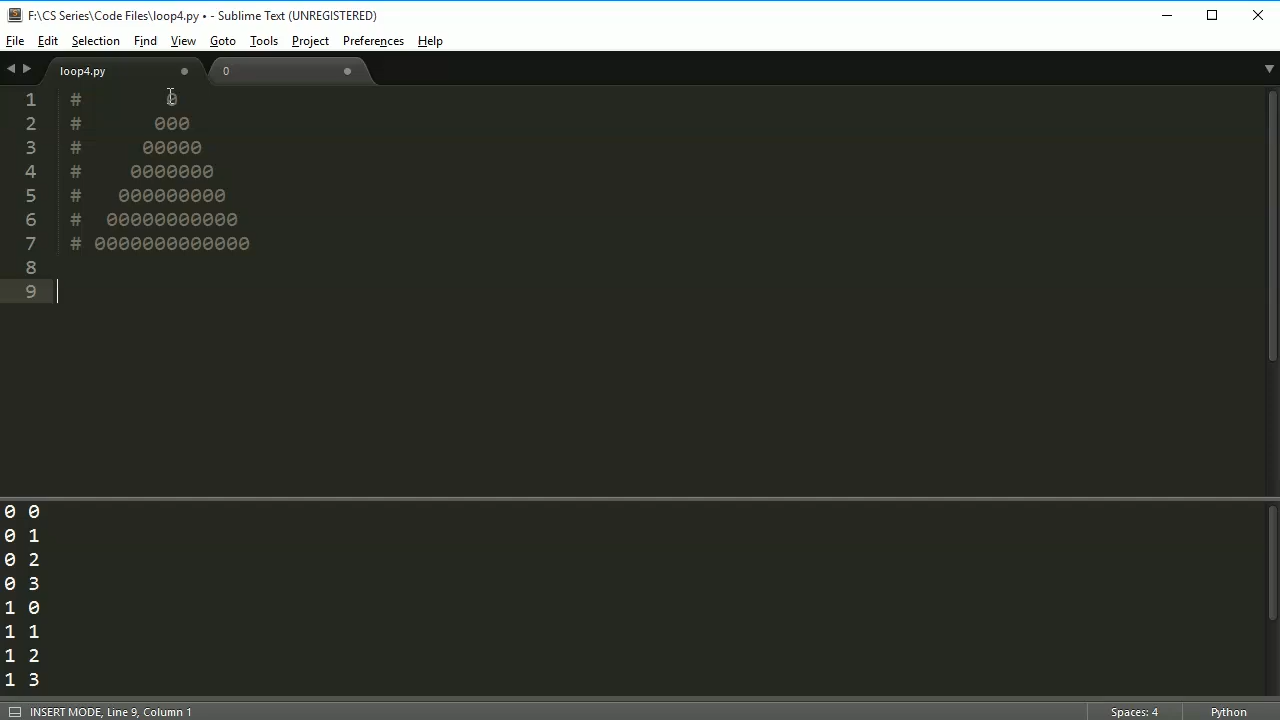 F:\CS Series\Code Files\loop4.py • - Sublime Text (UNREGISTERED)
File Edit Selection Find View Goto Tools Project Preferences Help
loop4.py 0
1 #       0
2 #      000
3 #     00000
4 #    0000000
5 #   000000000
6 #  00000000000
7 # 0000000000000
8
9
0 0
0 1
0 2
0 3
1 0
1 1
1 2
1 3
INSERT MODE, Line 9, Column 1 Spaces: 4 Python